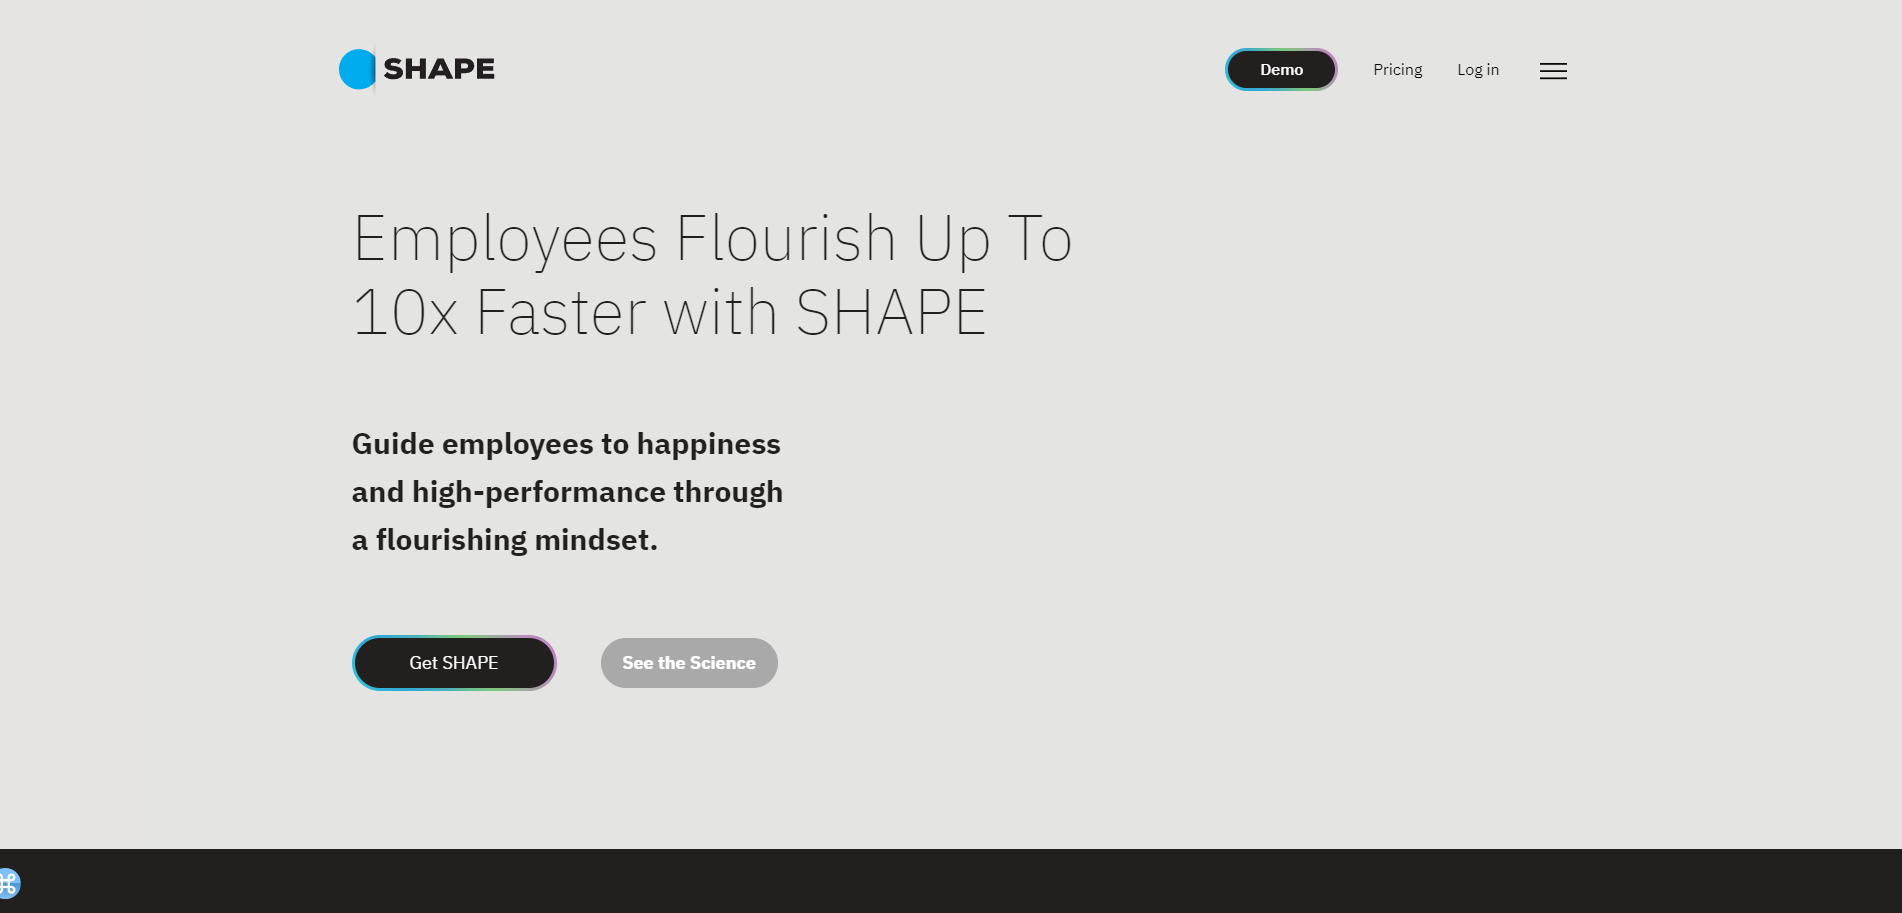 SHAPE
Demo
Pricing
Log in
Employees Flourish Up To
10x Faster with SHAPE
Guide employees to happiness
and high-performance through
a flourishing mindset.
Get SHAPE
See the Science